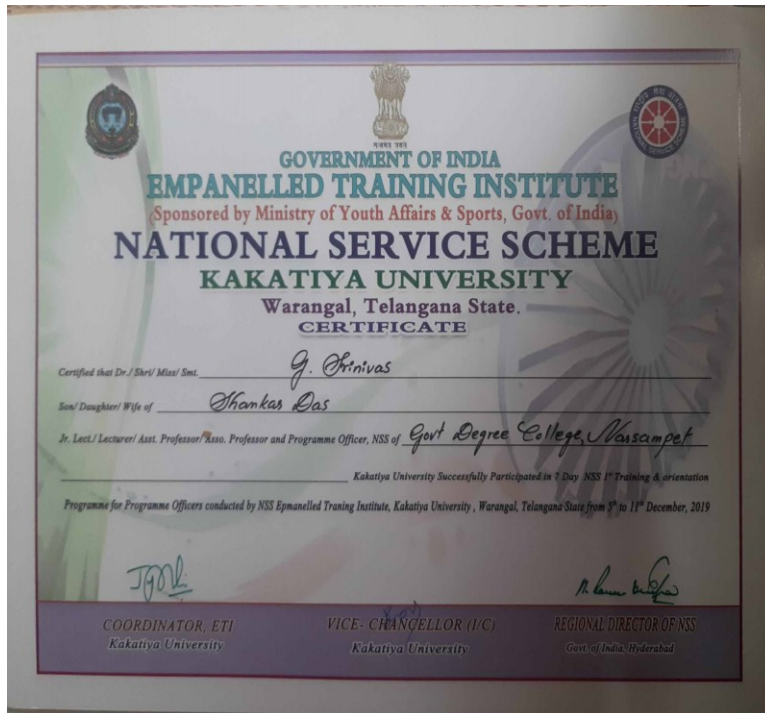 सत्यमेव जयते
GOVERNMENT OF INDIA
EMPANELLED TRAINING INSTITUTE
(Sponsored by Ministry of Youth Affairs & Sports, Govt. of India)
NATIONAL SERVICE SCHEME
KAKATIYA UNIVERSITY
Warangal, Telangana State.
CERTIFICATE
Certified that Dr./ Shri/ Miss/ Smt. G. Srinivas
Son/ Daughter/ Wife of Shankar Das
Jr. Lect./ Lecturer/ Asst. Professor/ Asso. Professor and Programme Officer, NSS of Govt Degree College, Narsampet
Kakatiya University Successfully Participated in 7 Day NSS 1st Training & orientation
Programme for Programme Officers conducted by NSS Epmanelled Traning Institute, Kakatiya University , Warangal, Telangana State from 5th to 11th December, 2019
COORDINATOR, ETI
Kakatiya University
VICE- CHANCELLOR (I/C)
Kakatiya University
REGIONAL DIRECTOR OF NSS
Govt. of India, Hyderabad